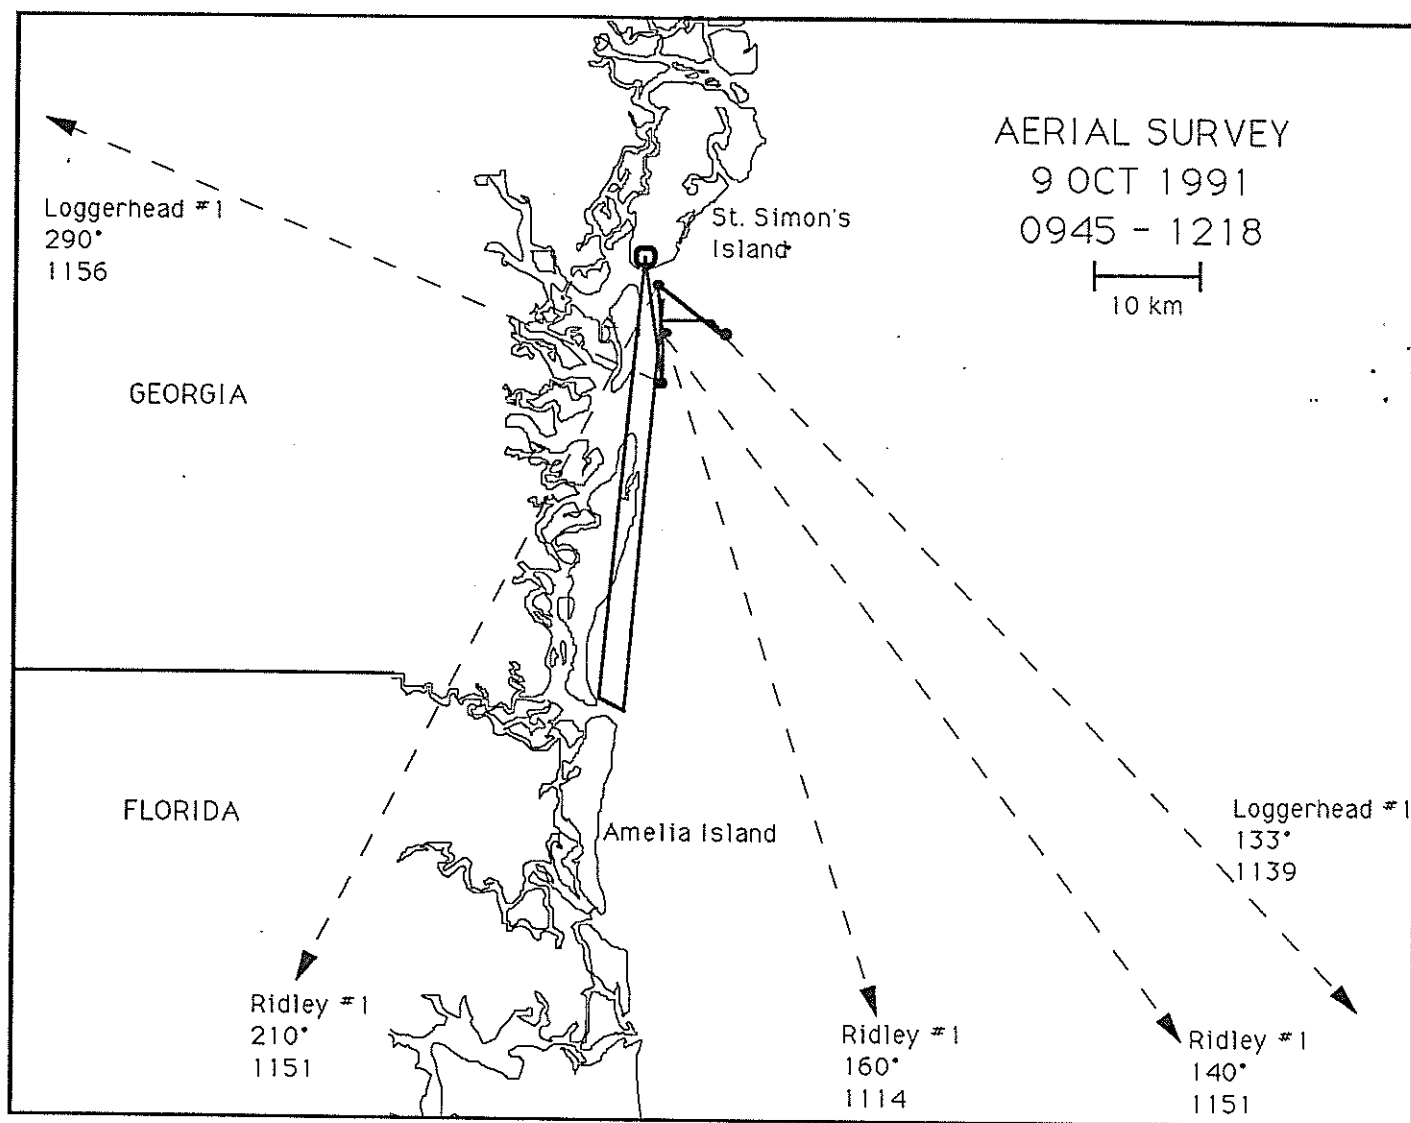 AERIAL SURVEY
9 OCT 1991
0945 - 1218
10 km
Loggerhead #1
290°
1156
St. Simon's
Island
GEORGIA
FLORIDA
Amelia Island
Loggerhead #1
133°
1139
Ridley #1
210°
1151
Ridley #1
160°
1114
Ridley #1
140°
1151